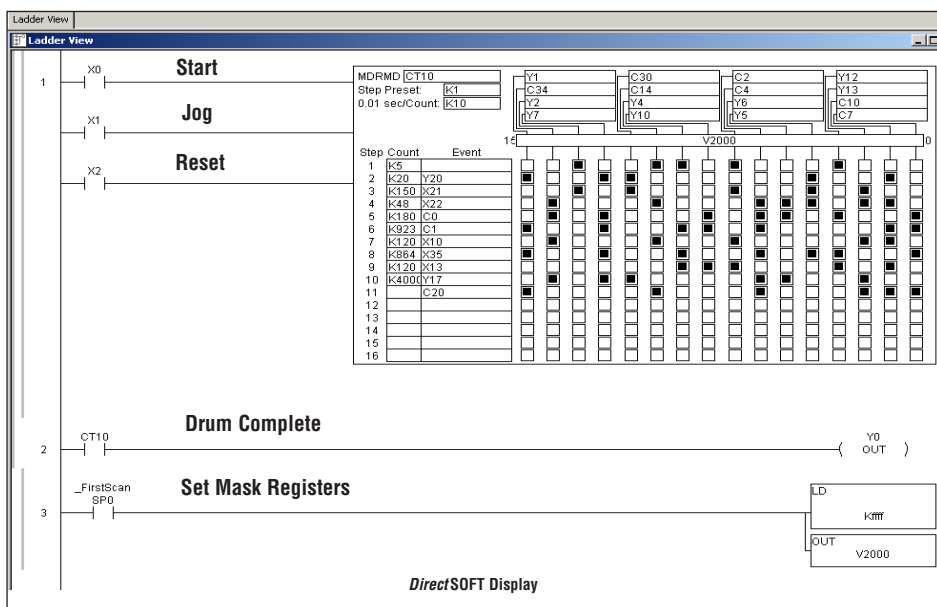 Ladder View
Ladder View
1
X0
Start
X1
Jog
X2
Reset
MDRMD CT10
Step Preset: K1
0.01 sec/Count: K10
Y1 C30 C2 Y12
C34 C14 C4 Y13
Y2 Y4 Y6 C10
Y7 Y10 Y5 C7
15 V2000 0
Step Count Event
1 K5
2 K20 Y20
3 K150 X21
4 K48 X22
5 K180 C0
6 K923 C1
7 K120 X10
8 K864 X35
9 K120 X13
10 K4000 Y17
11 C20
12
13
14
15
16
Drum Complete
2
CT10
Y0
OUT
Set Mask Registers
3
_FirstScan
SP0
LD
Kffff
OUT
V2000
DirectSOFT Display